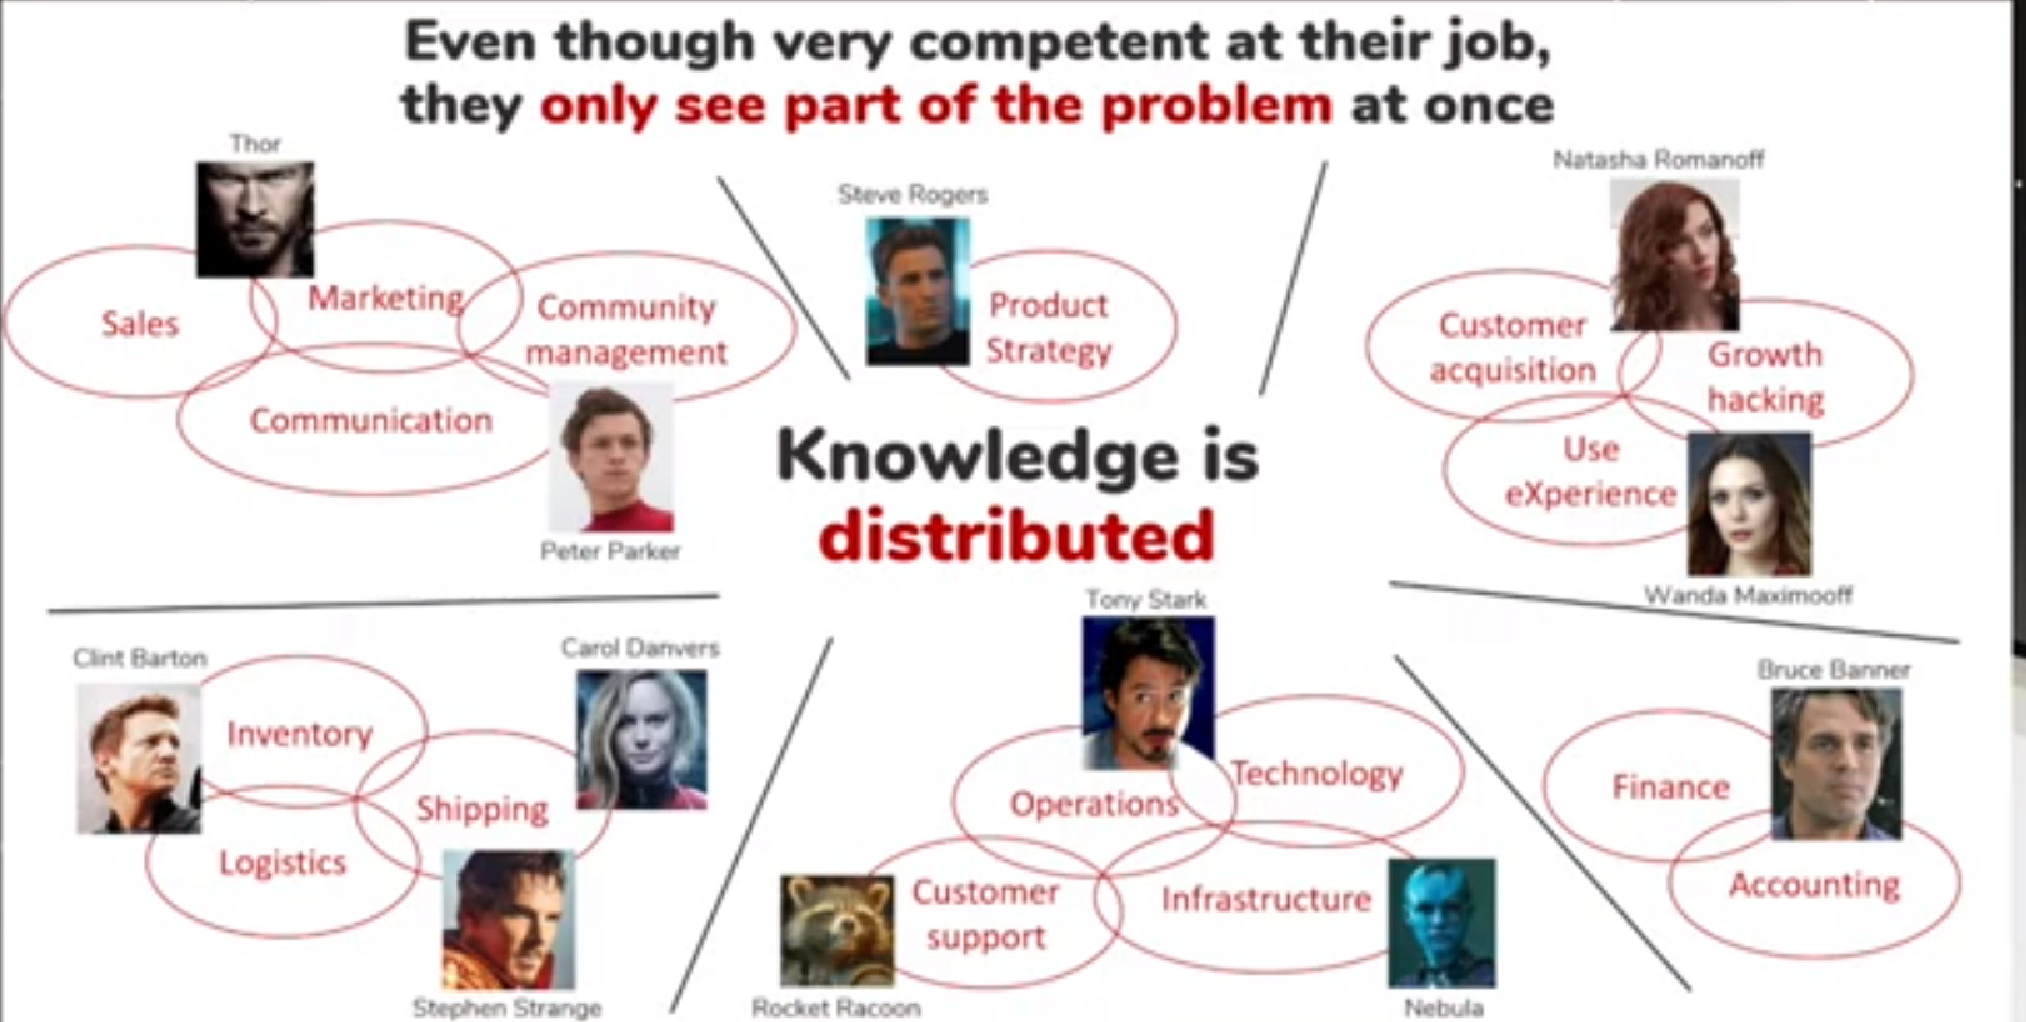 Even though very competent at their job,
they only see part of the problem at once
Thor
Sales
Marketing
Community
management
Communication
Peter Parker
Steve Rogers
Product
Strategy
Natasha Romanoff
Customer
acquisition
Growth
hacking
Use
eXperience
Wanda Maximooff
Knowledge is
distributed
Clint Barton
Carol Danvers
Inventory
Shipping
Logistics
Stephen Strange
Tony Stark
Operations
Technology
Customer
support
Infrastructure
Rocket Racoon
Nebula
Bruce Banner
Finance
Accounting